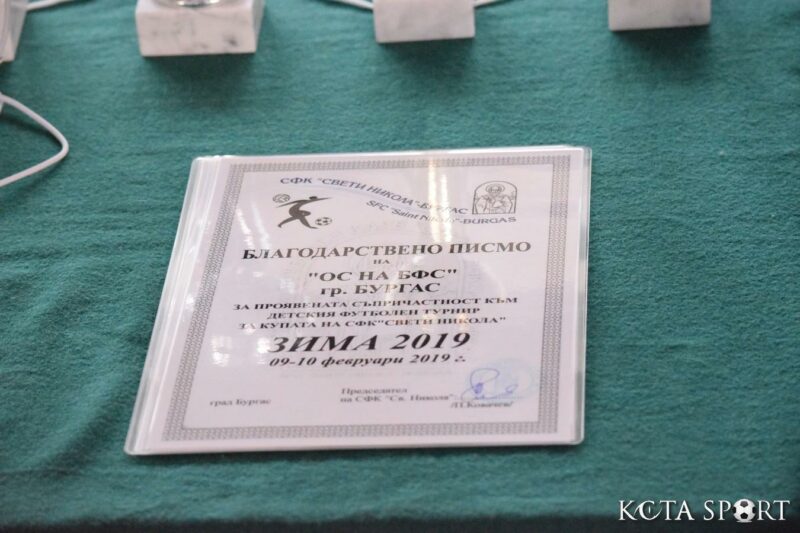 СФК "СВЕТИ НИКОЛА"-БУРГАС
SFC "Saint Nikola"-BURGAS
БЛАГОДАРСТВЕНО ПИСМО
НА
"ОС НА БФС"
гр. БУРГАС
ЗА ПРОЯВЕНАТА СЪПРИЧАСТНОСТ КЪМ
ДЕТСКИЯ ФУТБОЛЕН ТУРНИР
ЗА КУПАТА НА СФК"СВЕТИ НИКОЛА"
ЗИМА 2019
09-10 февруари 2019 г.
град Бургас
Председател
на СФК "Св. Никола"
/П.Ковачев/
KCTA SPORT